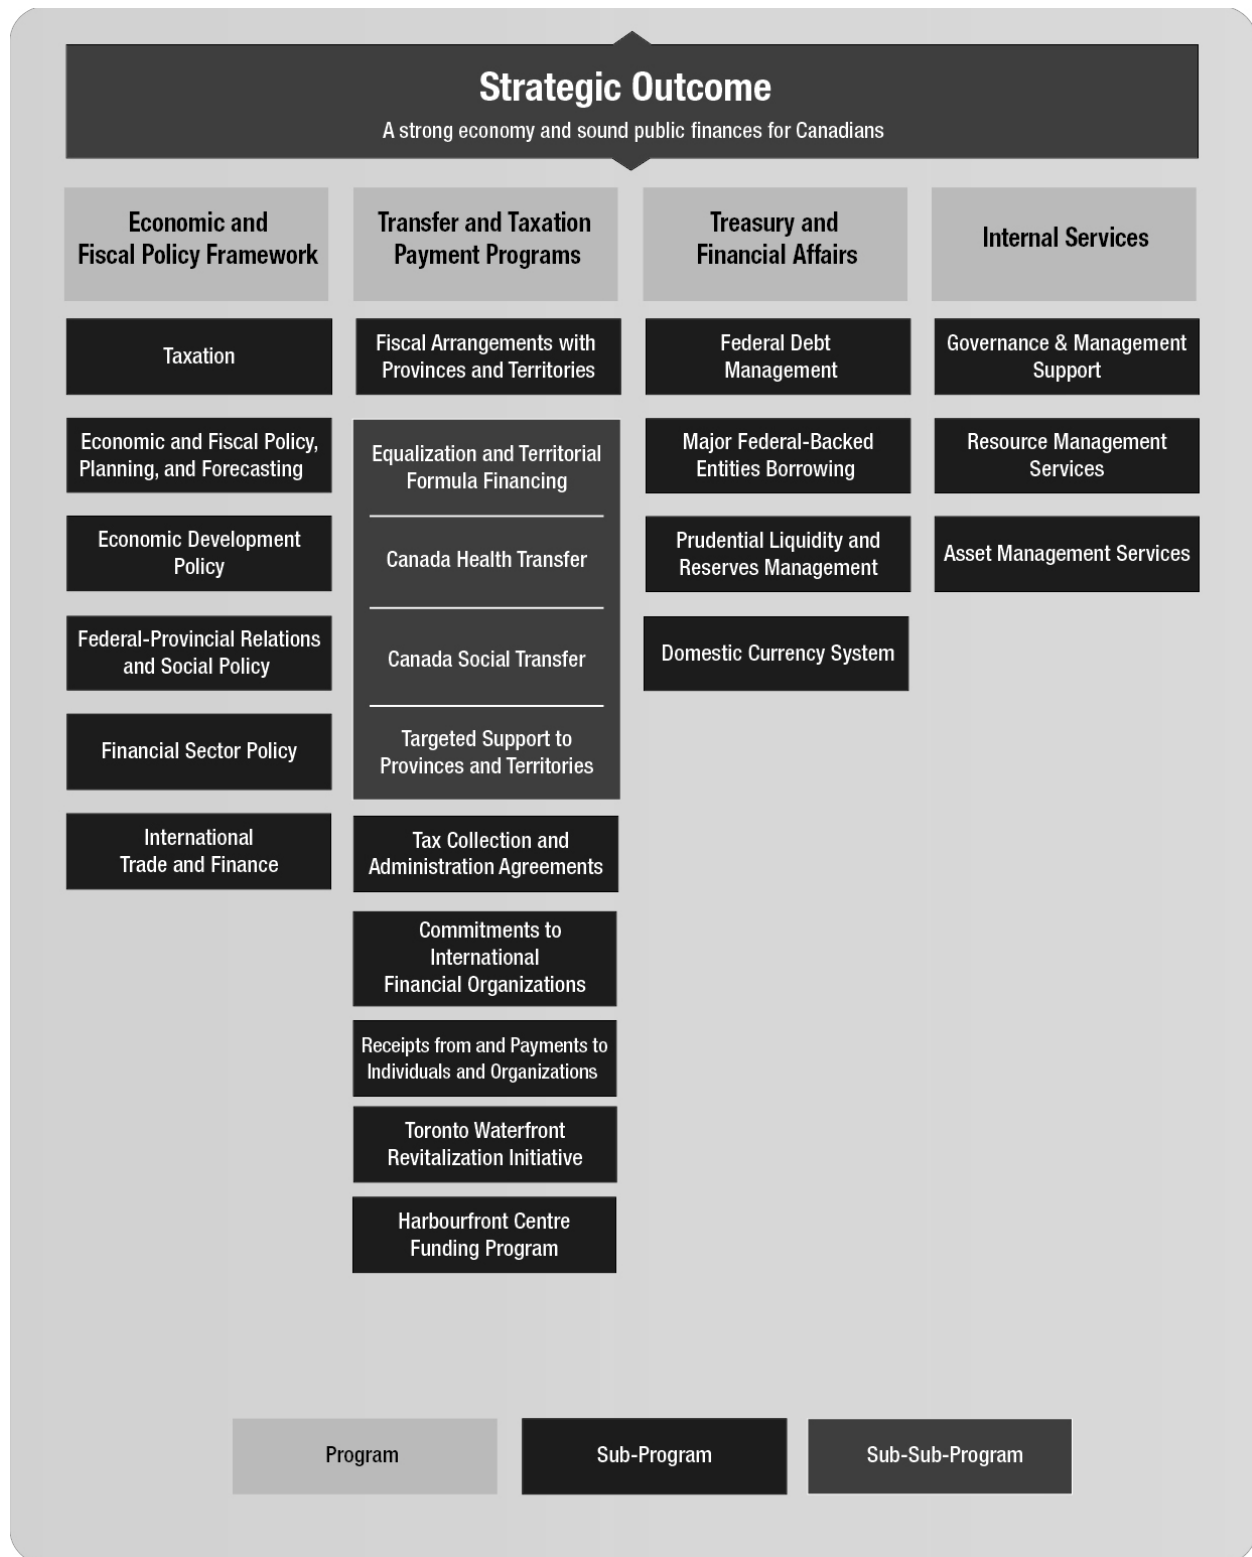 Strategic Outcome
A strong economy and sound public finances for Canadians
Economic and
Fiscal Policy Framework
Taxation
Economic and Fiscal Policy,
Planning, and Forecasting
Economic Development
Policy
Federal-Provincial Relations
and Social Policy
Financial Sector Policy
International
Trade and Finance
Transfer and Taxation
Payment Programs
Fiscal Arrangements with
Provinces and Territories
Equalization and Territorial
Formula Financing
Canada Health Transfer
Canada Social Transfer
Targeted Support to
Provinces and Territories
Tax Collection and
Administration Agreements
Commitments to
International
Financial Organizations
Receipts from and Payments to
Individuals and Organizations
Toronto Waterfront
Revitalization Initiative
Harbourfront Centre
Funding Program
Treasury and
Financial Affairs
Federal Debt
Management
Major Federal-Backed
Entities Borrowing
Prudential Liquidity and
Reserves Management
Domestic Currency System
Internal Services
Governance & Management
Support
Resource Management
Services
Asset Management Services
Program
Sub-Program
Sub-Sub-Program